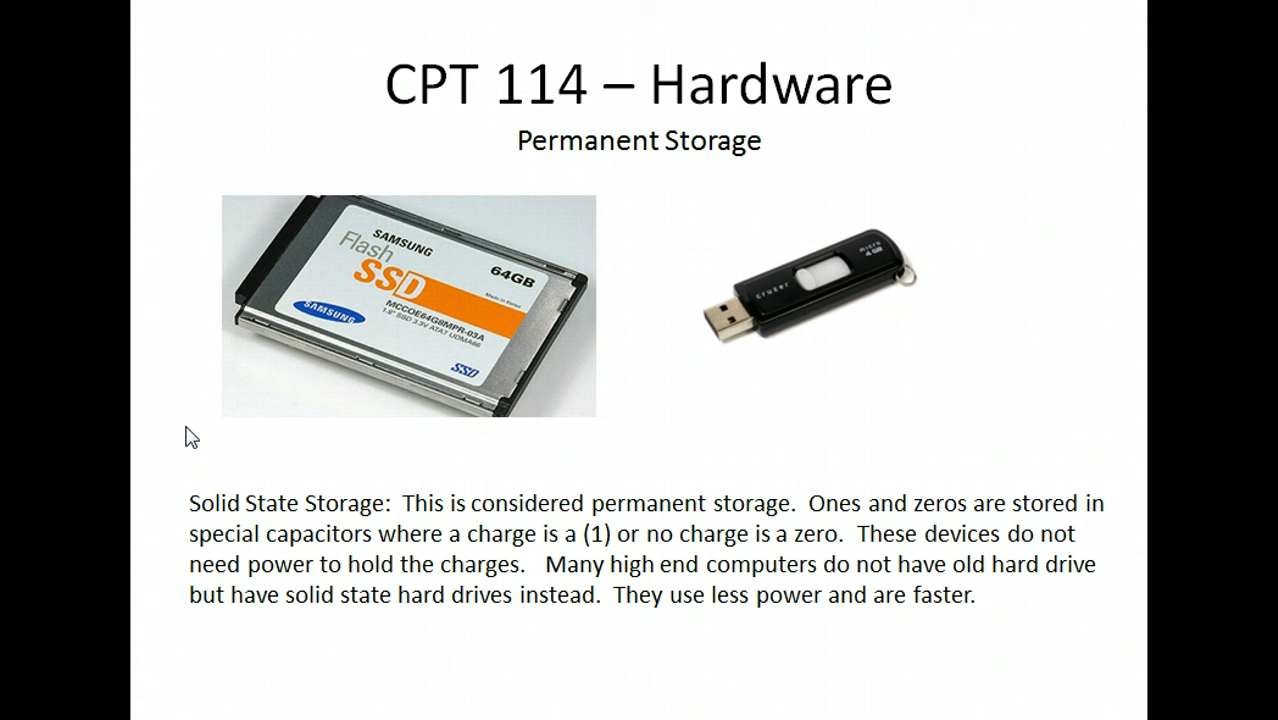 CPT 114 – Hardware
Permanent Storage
SAMSUNG
Flash
SSD
64GB
Made in Korea
SAMSUNG
MCCOE64G8MPR-03A
1.8" SSD 3.3V ATA7 UDMA66
SSD
micro
4 GB
cruzer
Solid State Storage:  This is considered permanent storage.  Ones and zeros are stored in
special capacitors where a charge is a (1) or no charge is a zero.  These devices do not
need power to hold the charges.   Many high end computers do not have old hard drive
but have solid state hard drives instead.  They use less power and are faster.